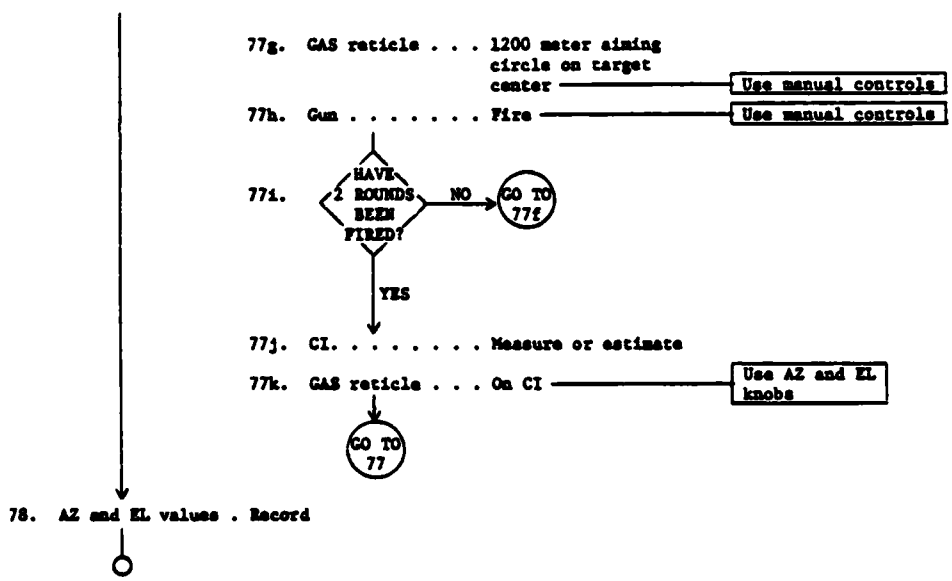 77g. GAS reticle . . . 1200 meter aiming
circle on target
center
Use manual controls
77h. Gun . . . . . . . Fire
Use manual controls
77i.
HAVE
2 ROUNDS
BEEN
FIRED?
NO
GO TO
77f
YES
77j. CI. . . . . . . . Measure or estimate
77k. GAS reticle . . . On CI
Use AZ and EL
knobs
GO TO
77
78. AZ and EL values . Record